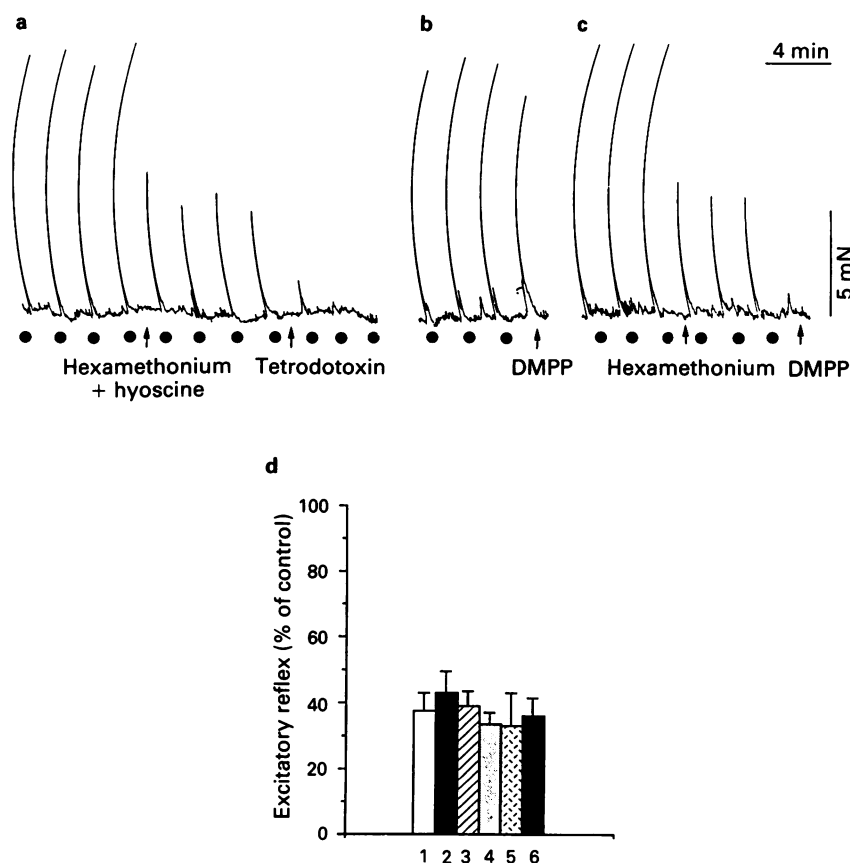 a
b
c
4 min
5 mN
Hexamethonium
+ hyoscine
Tetrodotoxin
DMPP
Hexamethonium
DMPP
d
Excitatory reflex (% of control)
100
80
60
40
20
0
1 2 3 4 5 6